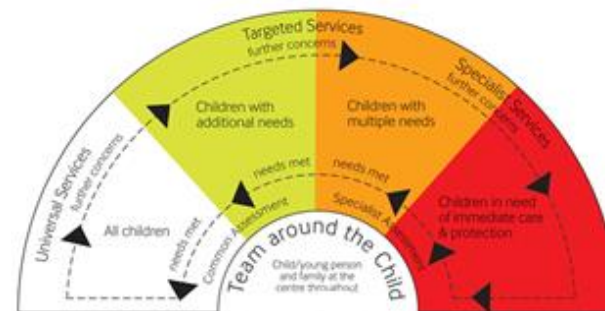 Targeted Services
further concerns
Specialist Services
further concerns
Universal Services
further concerns
Children with
additional needs
Children with
multiple needs
All children
Children in need
of immediate care
& protection
needs met
needs met
needs met
Common Assessment
Specialist Assessment
Team around the Child
Child/young person
and family at the
centre throughout